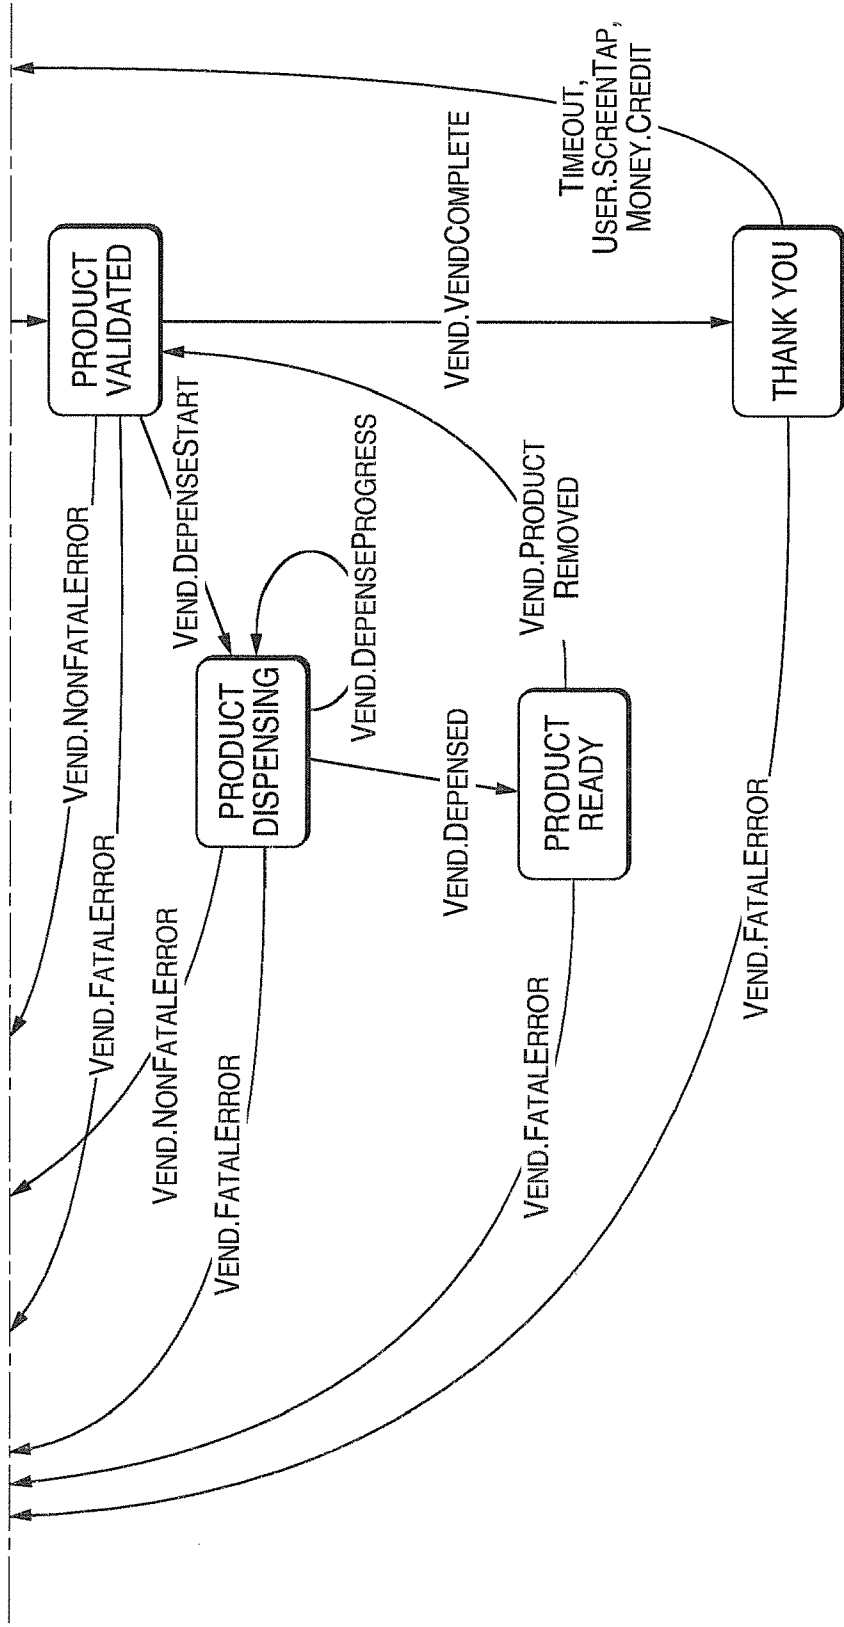 PRODUCT
VALIDATED
VEND.NONFATALERROR
VEND.FATALERROR
VEND.DEPENSESTART
VEND.DEPENSEPROGRESS
PRODUCT
DISPENSING
VEND.NONFATALERROR
VEND.FATALERROR
VEND.DEPENSED
VEND.VENDCOMPLETE
VEND.PRODUCT
REMOVED
PRODUCT
READY
VEND.FATALERROR
TIMEOUT,
USER.SCREENTAP,
MONEY.CREDIT
THANK YOU
VEND.FATALERROR